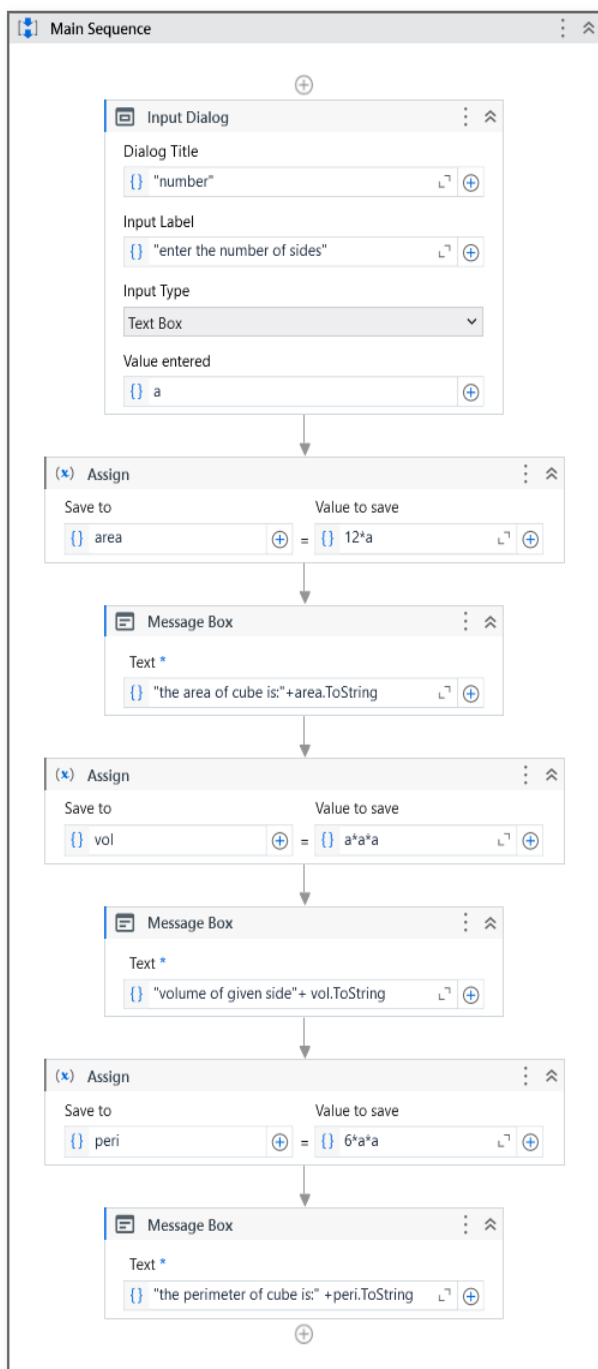 Main Sequence
Input Dialog
Dialog Title
{} "number"
Input Label
{} "enter the number of sides"
Input Type
Text Box
Value entered
{} a
(x) Assign
Save to Value to save
{} area = {} 12*a
Message Box
Text *
{} "the area of cube is:"+area.ToString
(x) Assign
Save to Value to save
{} vol = {} a*a*a
Message Box
Text *
{} "volume of given side"+ vol.ToString
(x) Assign
Save to Value to save
{} peri = {} 6*a*a
Message Box
Text *
{} "the perimeter of cube is:" +peri.ToString